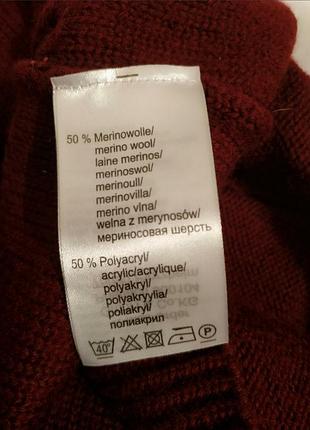 50 % Merinowolle/
merino wool/
laine merinos/
merinoswol/
merinoull/
merinovilla/
merino vlna/
wełna z merynosów/
мериносовая шерсть
50 % Polyacryl/
acrylic/acrylique/
polyakryl/
polyakryylia/
poliakryl/
полиакрил
40°
P